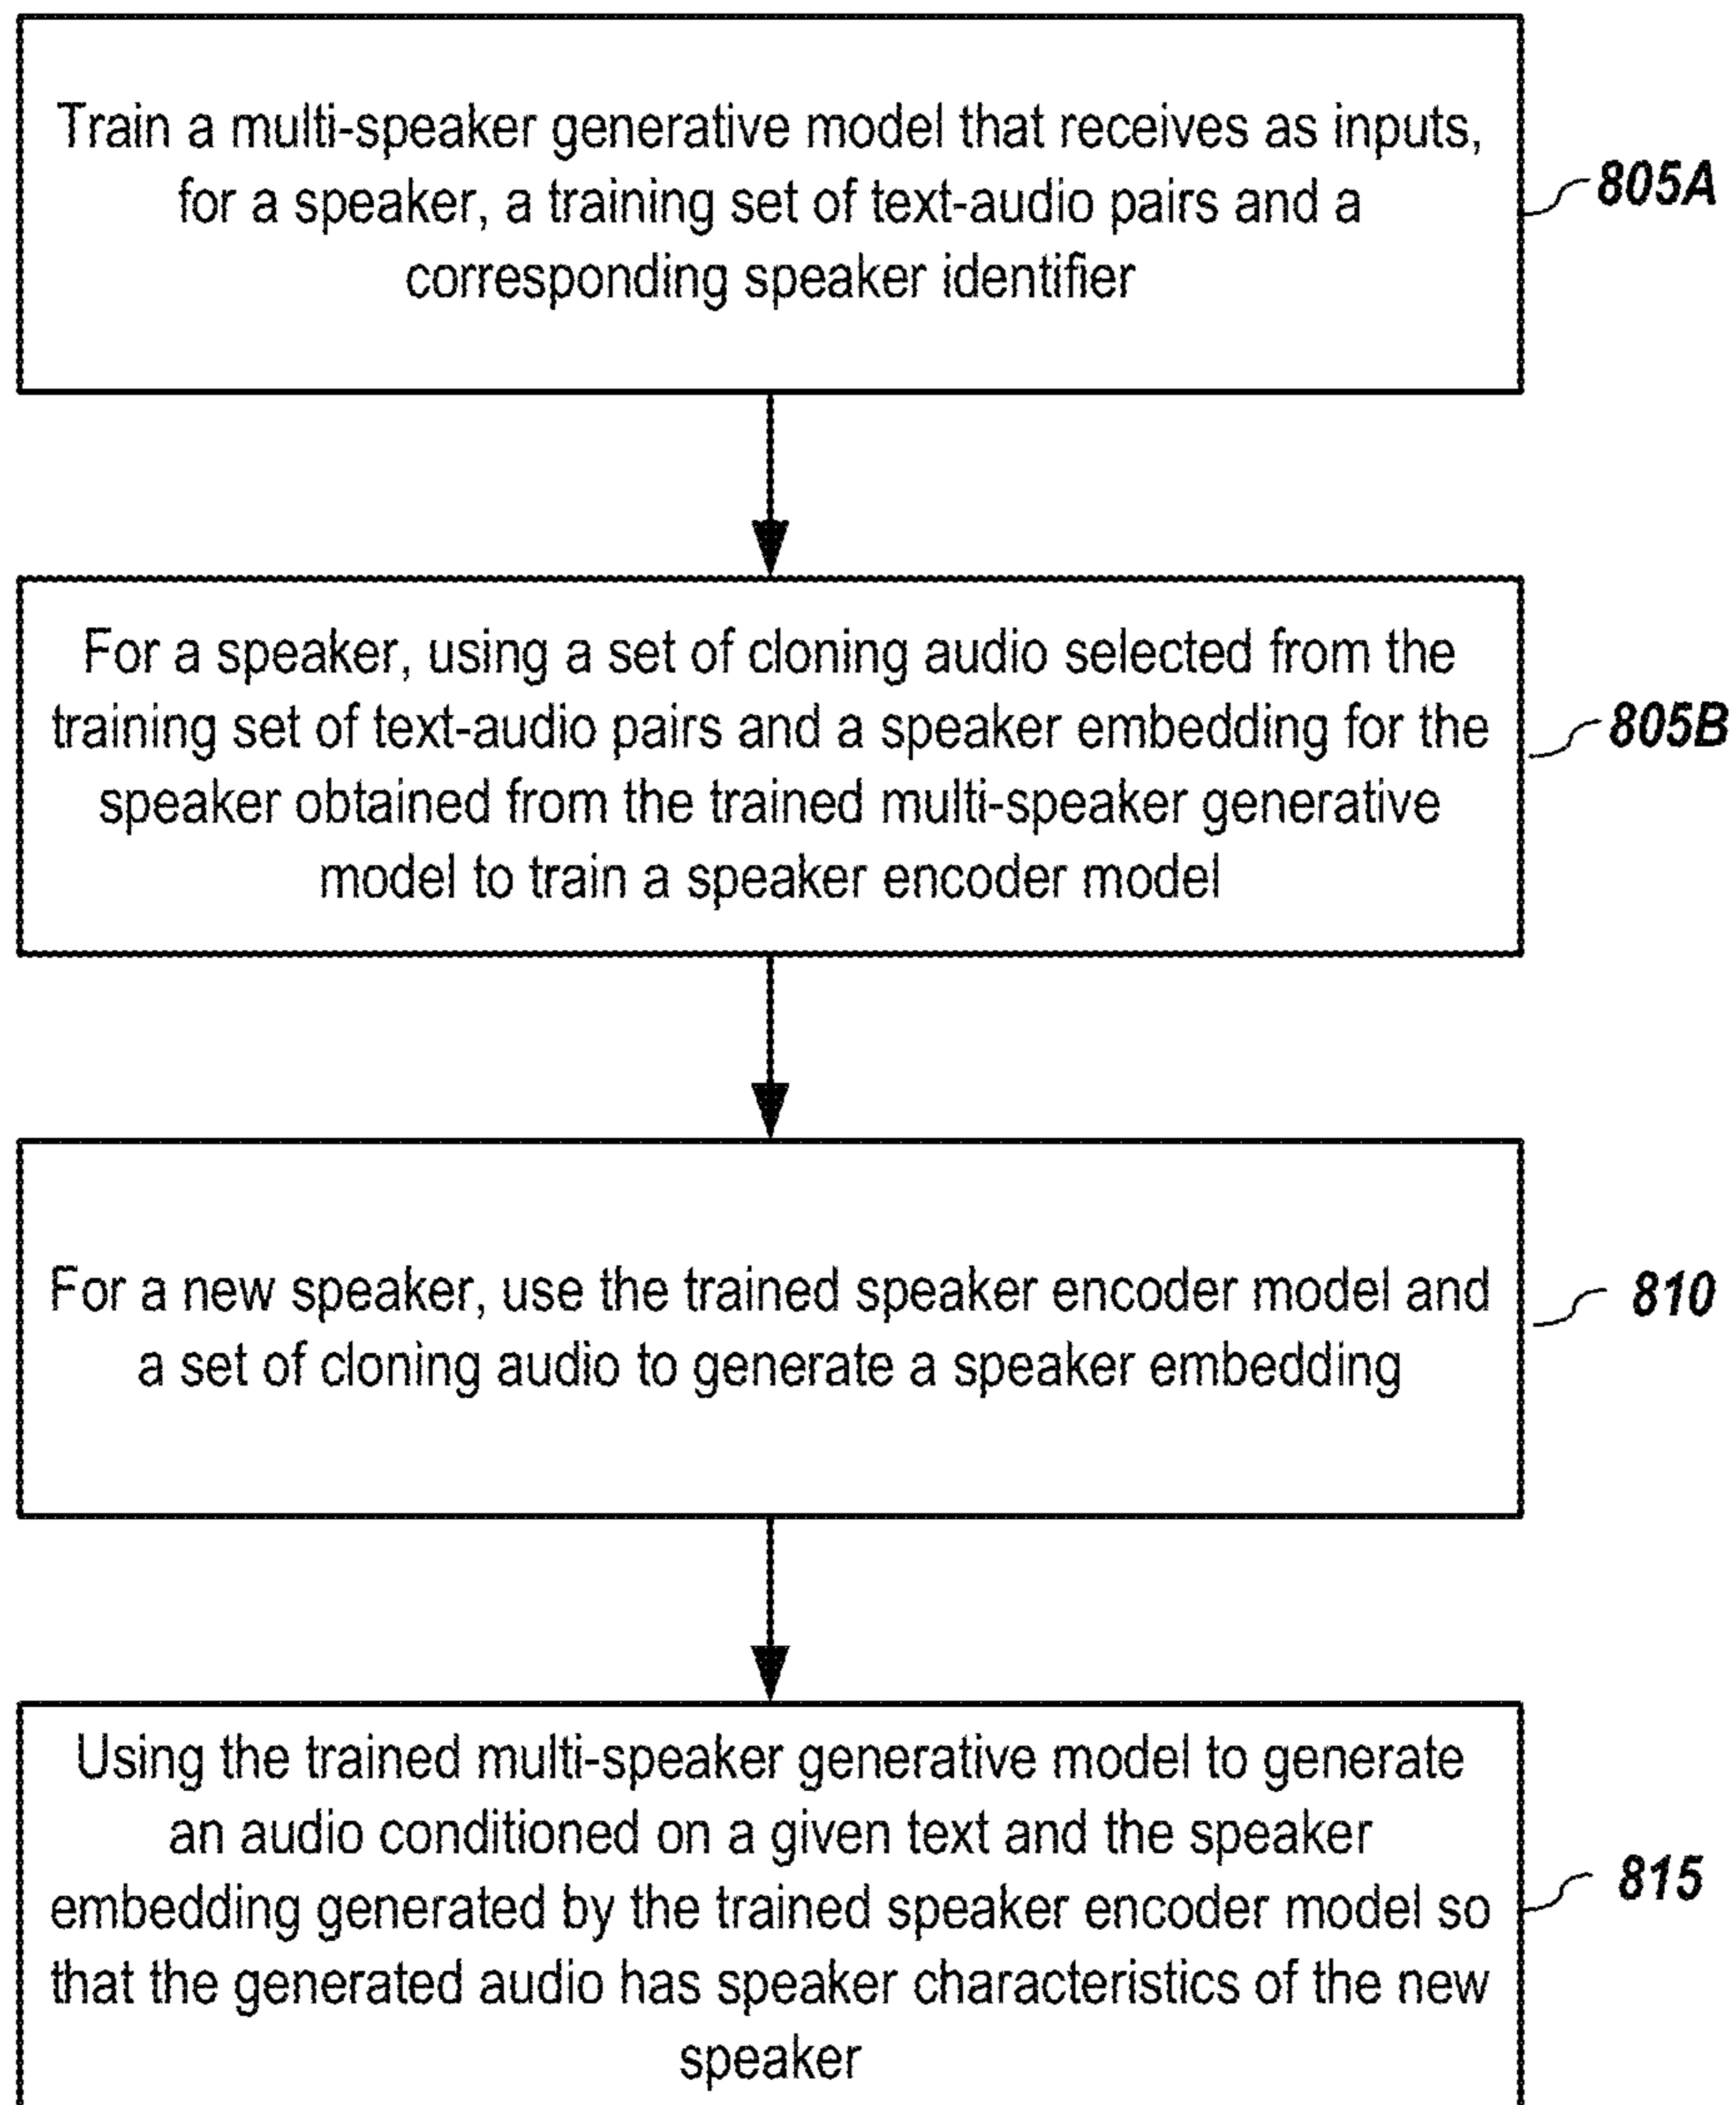 Train a multi-speaker generative model that receives as inputs,
for a speaker, a training set of text-audio pairs and a
corresponding speaker identifier
805A
For a speaker, using a set of cloning audio selected from the
training set of text-audio pairs and a speaker embedding for the
speaker obtained from the trained multi-speaker generative
model to train a speaker encoder model
805B
For a new speaker, use the trained speaker encoder model and
a set of cloning audio to generate a speaker embedding
810
Using the trained multi-speaker generative model to generate
an audio conditioned on a given text and the speaker
embedding generated by the trained speaker encoder model so
that the generated audio has speaker characteristics of the new
speaker
815